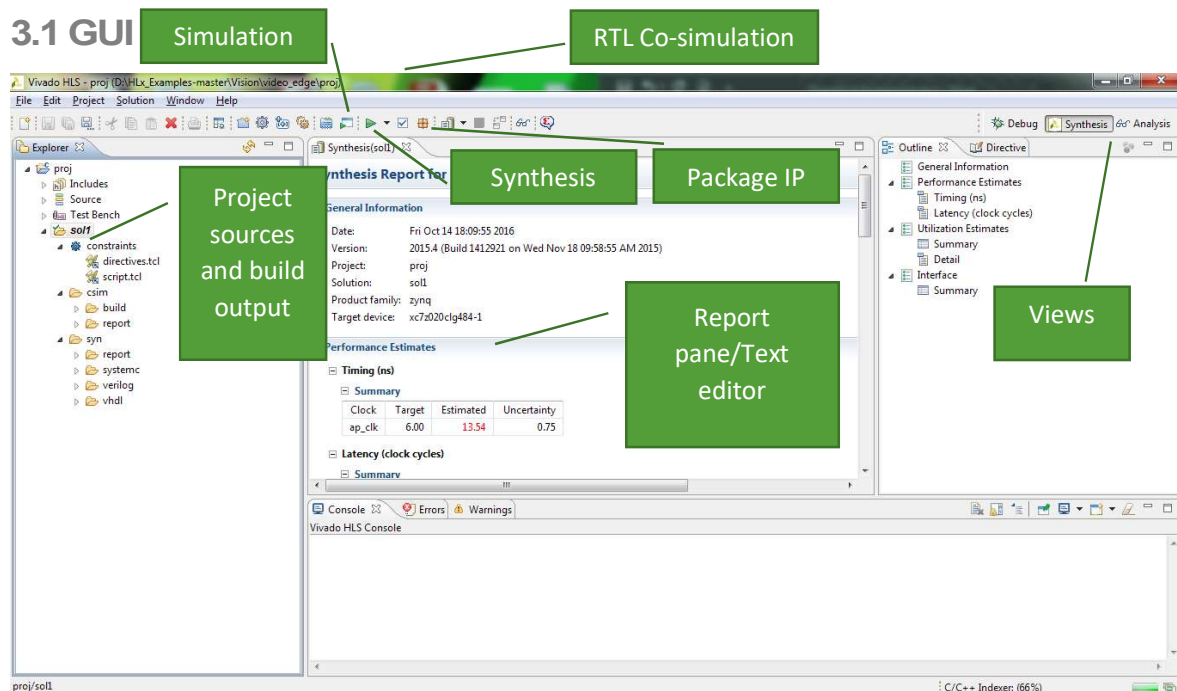 3.1 GUI
Simulation
RTL Co-simulation
Vivado HLS - proj (D:\HLx_Examples-master\Vision\video_edge\proj)
File Edit Project Solution Window Help
Debug Synthesis Analysis
Explorer
proj
Includes
Source
Test Bench
sol1
constraints
directives.tcl
script.tcl
csim
build
report
syn
report
systemc
verilog
vhdl
Project
sources
and build
output
Synthesis(sol1)
ynthesis Report for
Synthesis
Package IP
General Information
Date: Fri Oct 14 18:09:55 2016
Version: 2015.4 (Build 1412921 on Wed Nov 18 09:58:55 AM 2015)
Project: proj
Solution: sol1
Product family: zynq
Target device: xc7z020clg484-1
Report
pane/Text
editor
Performance Estimates
Timing (ns)
Summary
Clock Target Estimated Uncertainty
ap_clk 6.00 13.54 0.75
Latency (clock cycles)
Summary
Outline Directive
General Information
Performance Estimates
Timing (ns)
Latency (clock cycles)
Utilization Estimates
Summary
Detail
Interface
Summary
Views
Console Errors Warnings
Vivado HLS Console
proj/sol1
C/C++ Indexer: (66%)